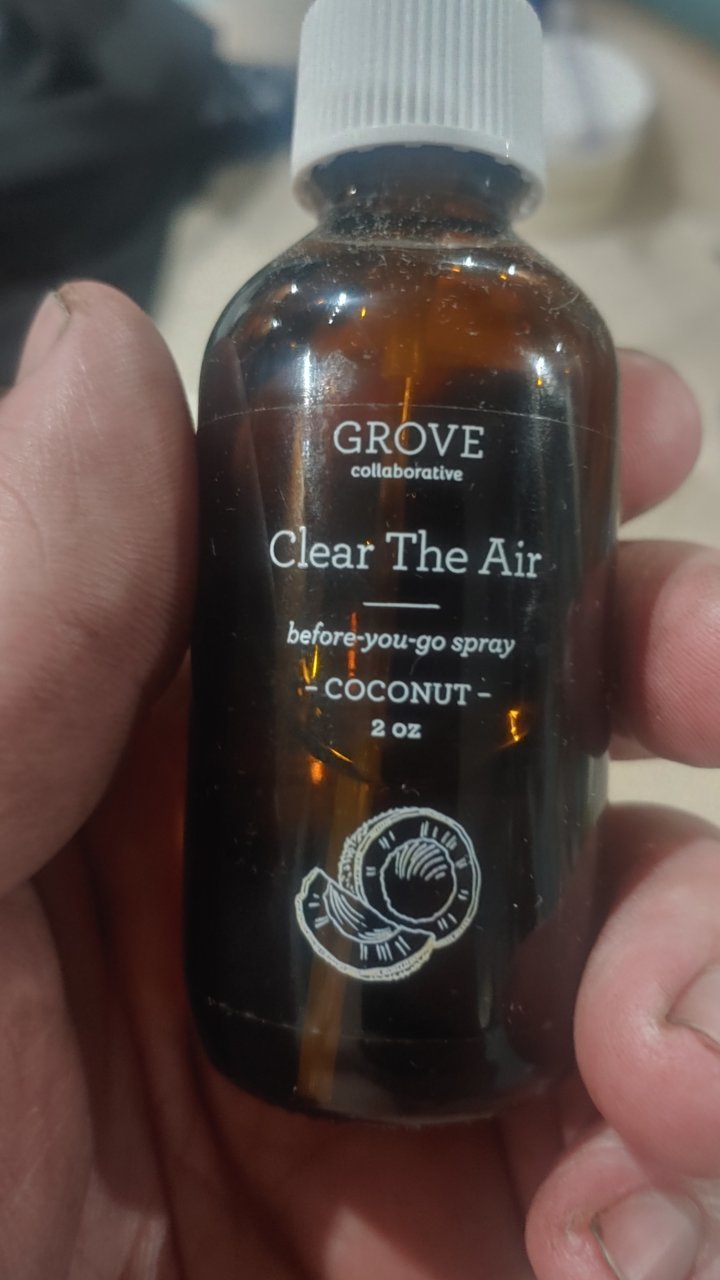 GROVE
collaborative
Clear The Air
before-you-go spray
- COCONUT -
2 oz